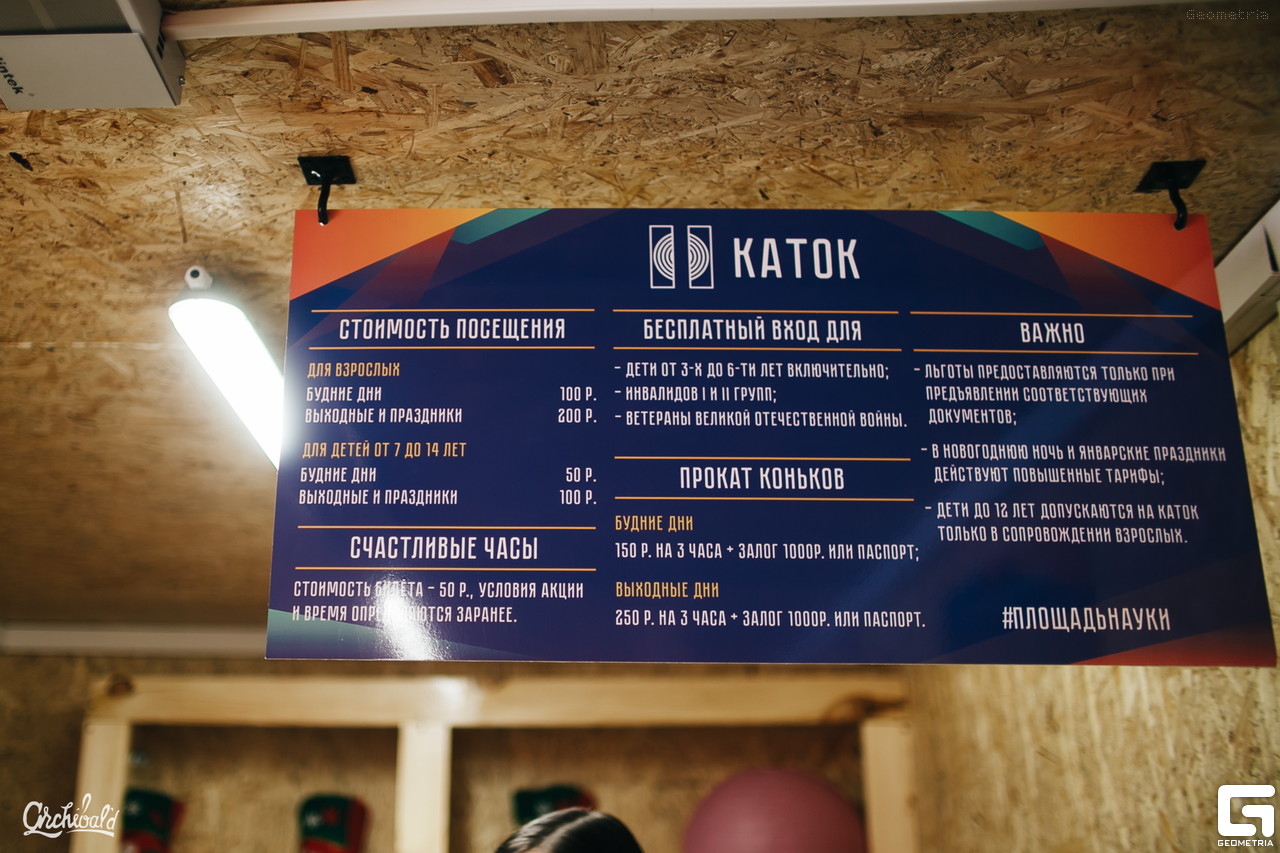 Geometria
КАТОК
СТОИМОСТЬ ПОСЕЩЕНИЯ
ДЛЯ ВЗРОСЛЫХ
БУДНИЕ ДНИ 100 Р.
ВЫХОДНЫЕ И ПРАЗДНИКИ 200 Р.
ДЛЯ ДЕТЕЙ ОТ 7 ДО 14 ЛЕТ
БУДНИЕ ДНИ 50 Р.
ВЫХОДНЫЕ И ПРАЗДНИКИ 100 Р.
СЧАСТЛИВЫЕ ЧАСЫ
СТОИМОСТЬ БИЛЕТА - 50 Р., УСЛОВИЯ АКЦИИ
И ВРЕМЯ ОПРЕДЕЛЯЮТСЯ ЗАРАНЕЕ.
БЕСПЛАТНЫЙ ВХОД ДЛЯ
- ДЕТИ ОТ 3-Х ДО 6-ТИ ЛЕТ ВКЛЮЧИТЕЛЬНО;
- ИНВАЛИДОВ I И II ГРУПП;
- ВЕТЕРАНЫ ВЕЛИКОЙ ОТЕЧЕСТВЕННОЙ ВОЙНЫ.
ПРОКАТ КОНЬКОВ
БУДНИЕ ДНИ
150 Р. НА 3 ЧАСА + ЗАЛОГ 1000Р. ИЛИ ПАСПОРТ;
ВЫХОДНЫЕ ДНИ
250 Р. НА 3 ЧАСА + ЗАЛОГ 1000Р. ИЛИ ПАСПОРТ.
ВАЖНО
- ЛЬГОТЫ ПРЕДОСТАВЛЯЮТСЯ ТОЛЬКО ПРИ
ПРЕДЪЯВЛЕНИИ СООТВЕТСТВУЮЩИХ
ДОКУМЕНТОВ;
- В НОВОГОДНЮЮ НОЧЬ И ЯНВАРСКИЕ ПРАЗДНИКИ
ДЕЙСТВУЮТ ПОВЫШЕННЫЕ ТАРИФЫ;
- ДЕТИ ДО 12 ЛЕТ ДОПУСКАЮТСЯ НА КАТОК
ТОЛЬКО В СОПРОВОЖДЕНИИ ВЗРОСЛЫХ.
#ПЛОЩАДЬНАУКИ
Archibald
GEOMETRIA